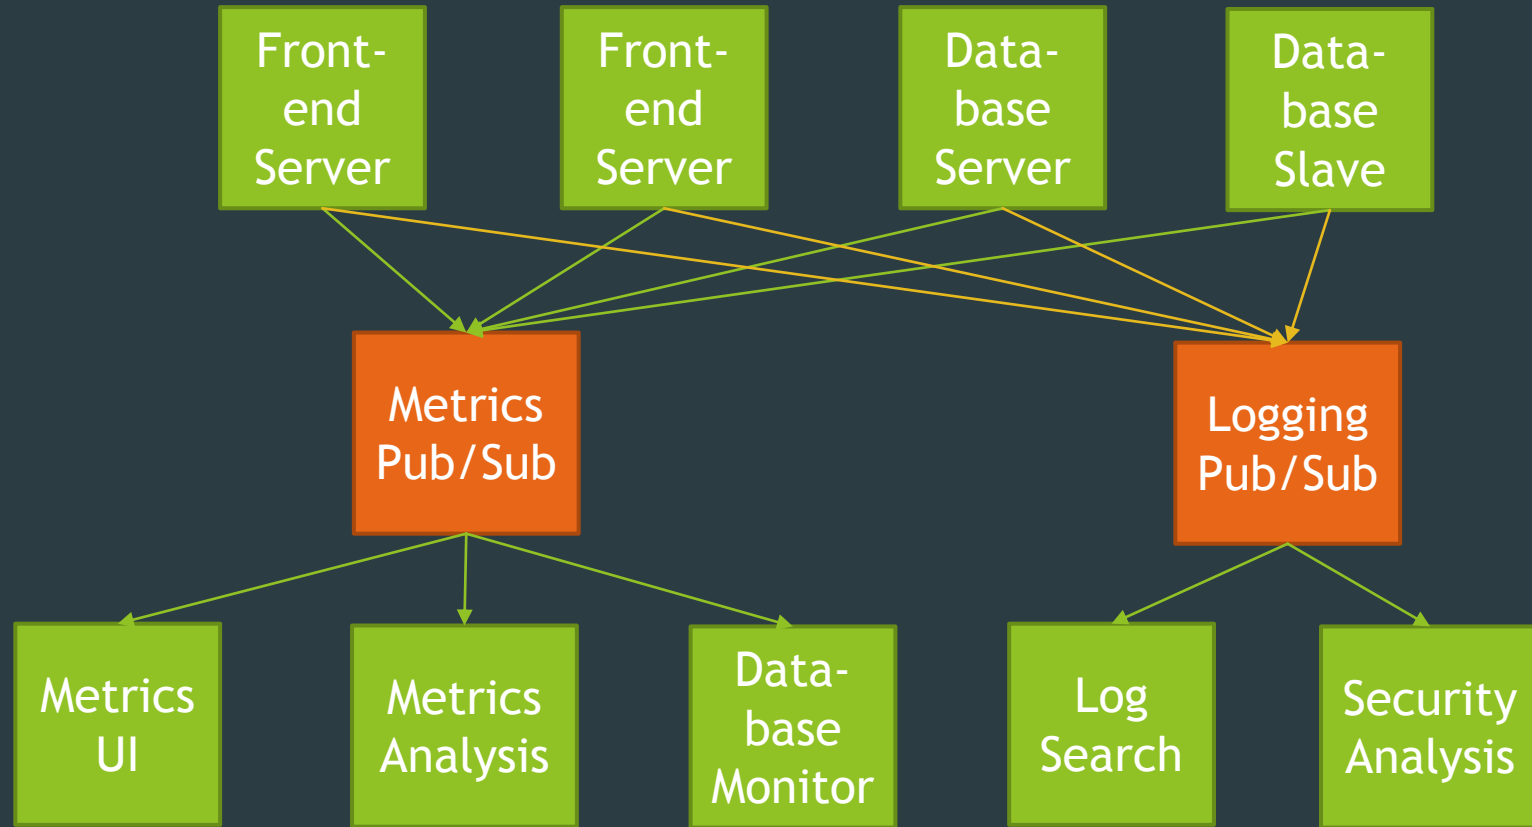 Front-
end
Server
Front-
end
Server
Data-
base
Server
Data-
base
Slave
Metrics
Pub/Sub
Logging
Pub/Sub
Metrics
UI
Metrics
Analysis
Data-
base
Monitor
Log
Search
Security
Analysis